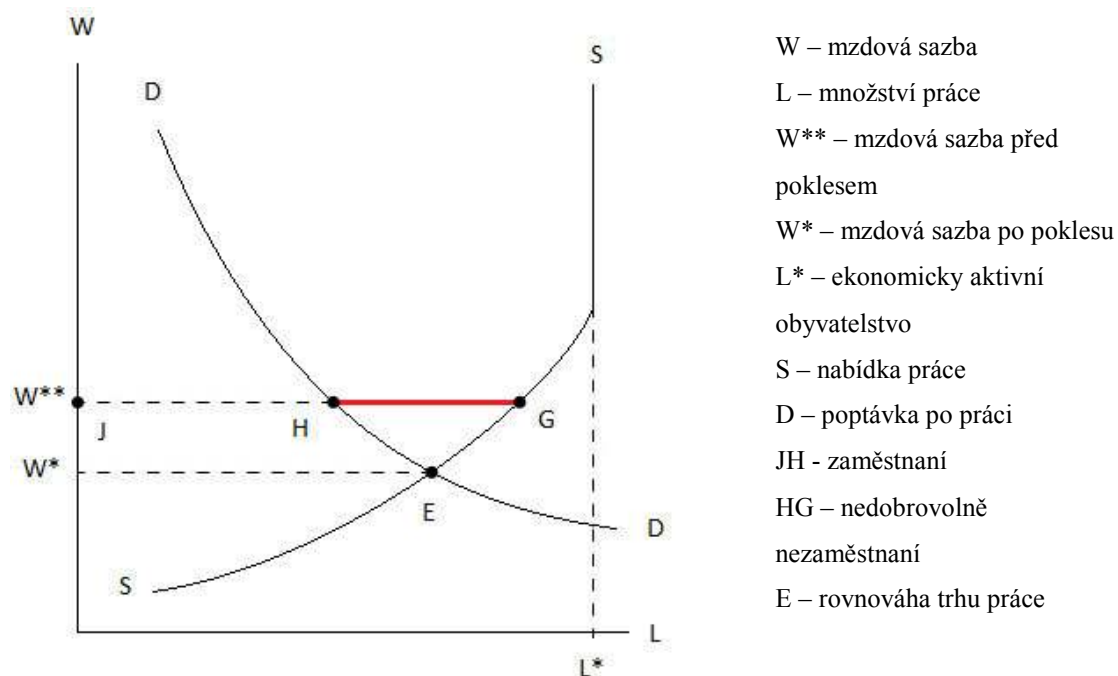 W
D
S
W**
J
H
G
W*
E
D
S
L
L*
W – mzdová sazba
L – množství práce
W** – mzdová sazba před
poklesem
W* – mzdová sazba po poklesu
L* – ekonomicky aktivní
obyvatelstvo
S – nabídka práce
D – poptávka po práci
JH - zaměstnaní
HG – nedobrovolně
nezaměstnaní
E – rovnováha trhu práce